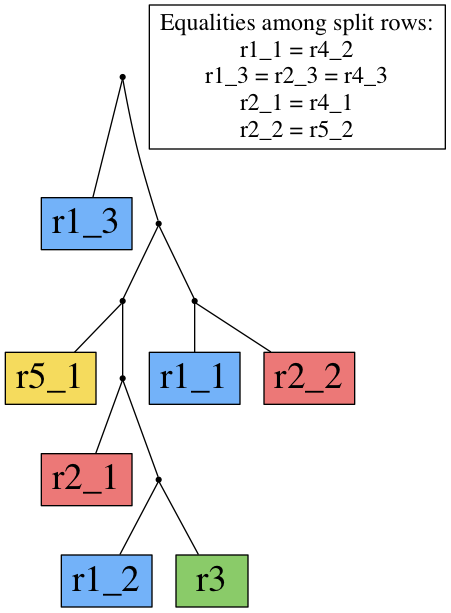 Equalities among split rows:
r1_1 = r4_2
r1_3 = r2_3 = r4_3
r2_1 = r4_1
r2_2 = r5_2
r1_3
r5_1
r1_1
r2_2
r2_1
r1_2
r3